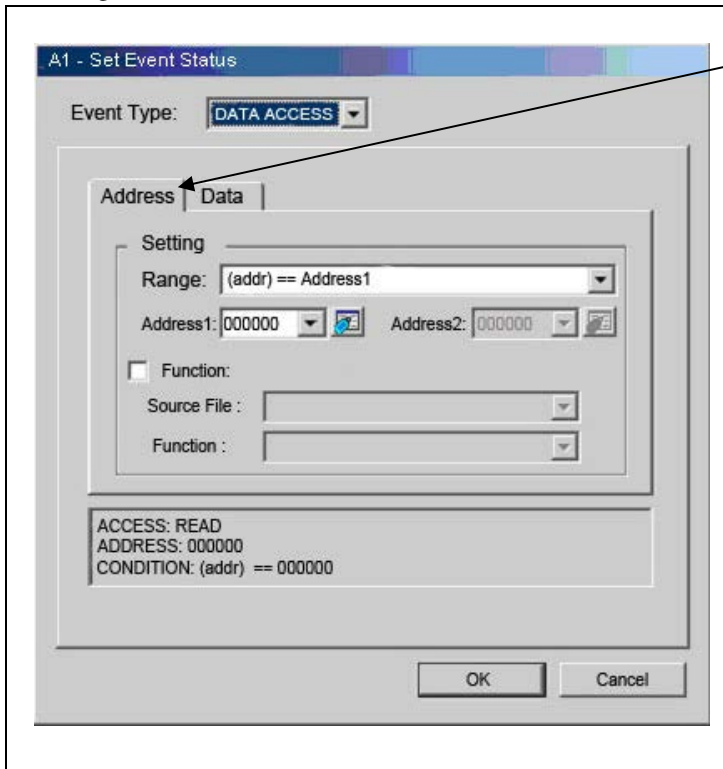 A1 - Set Event Status
Event Type: DATA ACCESS
Address Data
Setting
Range: (addr) == Address1
Address1: 000000 Address2: 000000
Function:
Source File :
Function :
ACCESS: READ
ADDRESS: 000000
CONDITION: (addr) == 000000
OK Cancel